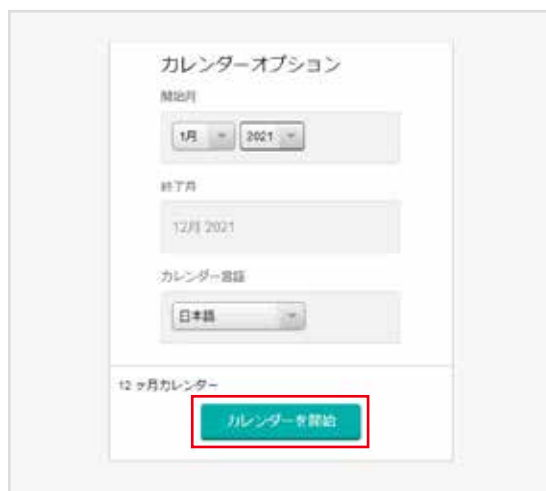 カレンダーオプション
開始月
1月 2021
終了月
12月 2021
カレンダー言語
日本語
12 ヶ月カレンダー
カレンダーを開始